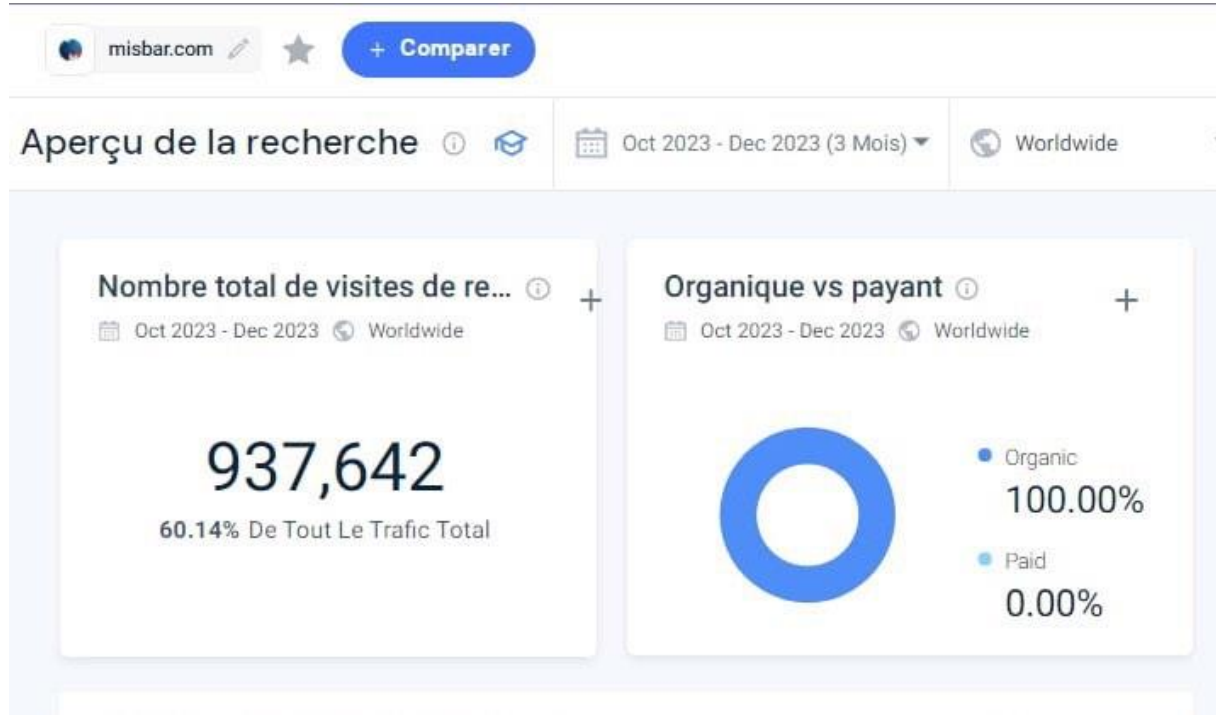 misbar.com
+ Comparer
Aperçu de la recherche
Oct 2023 - Dec 2023 (3 Mois)
Worldwide
Nombre total de visites de re...
Oct 2023 - Dec 2023 Worldwide
937,642
60.14% De Tout Le Trafic Total
Organique vs payant
Oct 2023 - Dec 2023 Worldwide
Organic
100.00%
Paid
0.00%